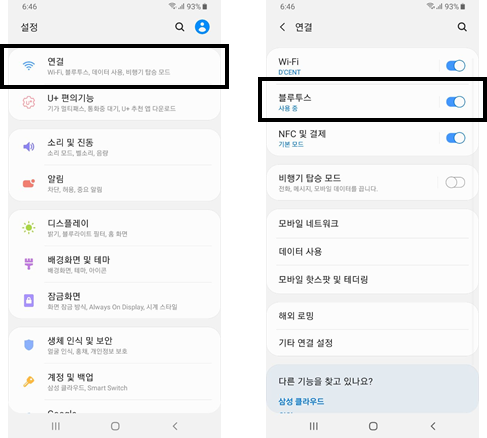 6:46
93%
설정
연결
Wi-Fi, 블루투스, 데이터 사용, 비행기 탑승 모드
U+ 편의기능
기가 멀티패스, 통화중 대기, U+ 추천 앱 다운로드
소리 및 진동
소리 모드, 벨소리, 음량
알림
차단, 허용, 중요 알림
디스플레이
밝기, 블루라이트 필터, 홈 화면
배경화면 및 테마
배경화면, 테마, 아이콘
잠금화면
화면 잠금 방식, Always On Display, 시계 스타일
생체 인식 및 보안
얼굴 인식, 홍채, 개인정보 보호
계정 및 백업
삼성 클라우드, Smart Switch
Google
6:46
93%
연결
Wi-Fi
D'CENT
블루투스
사용 중
NFC 및 결제
기본 모드
비행기 탑승 모드
전화, 메시지, 모바일 데이터를 끕니다.
모바일 네트워크
데이터 사용
모바일 핫스팟 및 테더링
해외 로밍
기타 연결 설정
다른 기능을 찾고 있나요?
삼성 클라우드